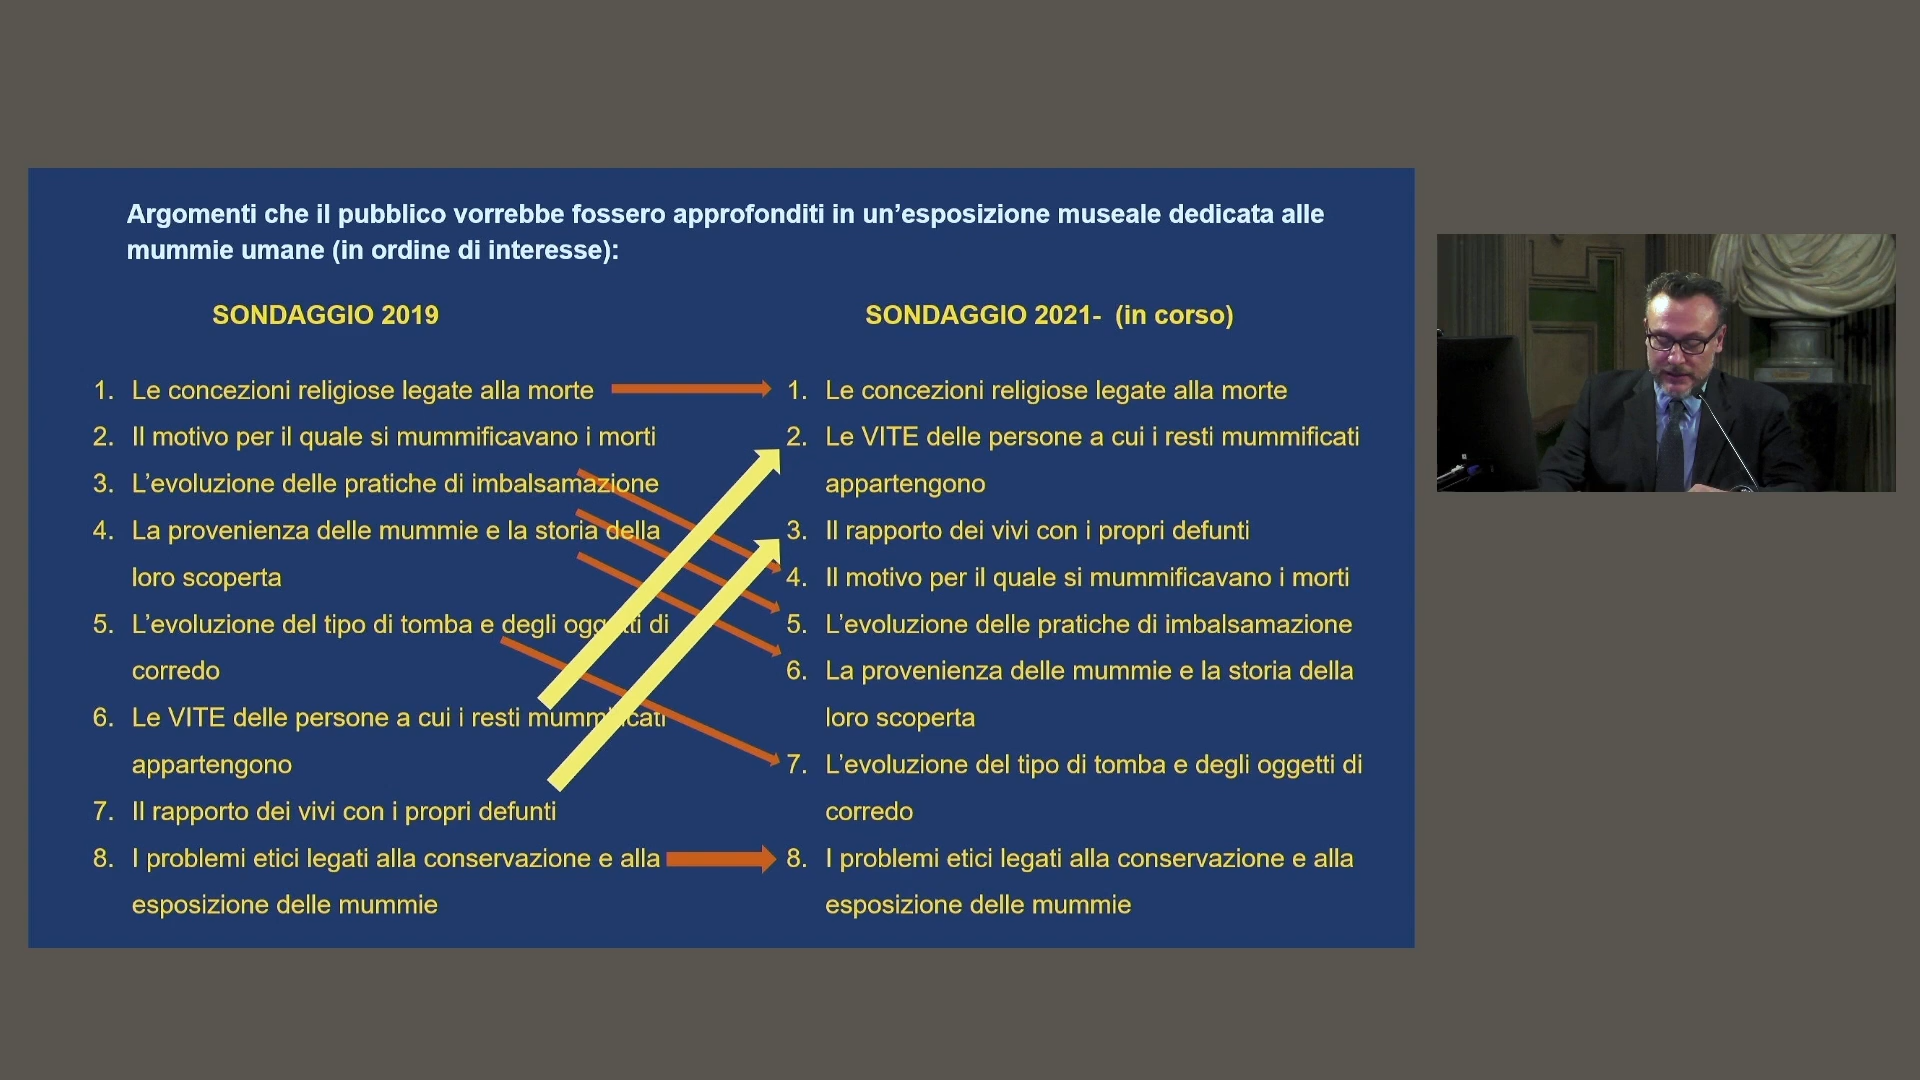 Argomenti che il pubblico vorrebbe fossero approfonditi in un’esposizione museale dedicata alle
mummie umane (in ordine di interesse):
SONDAGGIO 2019
1. Le concezioni religiose legate alla morte
2. Il motivo per il quale si mummificavano i morti
3. L’evoluzione delle pratiche di imbalsamazione
4. La provenienza delle mummie e la storia della
loro scoperta
5. L’evoluzione del tipo di tomba e degli oggetti di
corredo
6. Le VITE delle persone a cui i resti mummificati
appartengono
7. Il rapporto dei vivi con i propri defunti
8. I problemi etici legati alla conservazione e alla
esposizione delle mummie
SONDAGGIO 2021- (in corso)
1. Le concezioni religiose legate alla morte
2. Le VITE delle persone a cui i resti mummificati
appartengono
3. Il rapporto dei vivi con i propri defunti
4. Il motivo per il quale si mummificavano i morti
5. L’evoluzione delle pratiche di imbalsamazione
6. La provenienza delle mummie e la storia della
loro scoperta
7. L’evoluzione del tipo di tomba e degli oggetti di
corredo
8. I problemi etici legati alla conservazione e alla
esposizione delle mummie